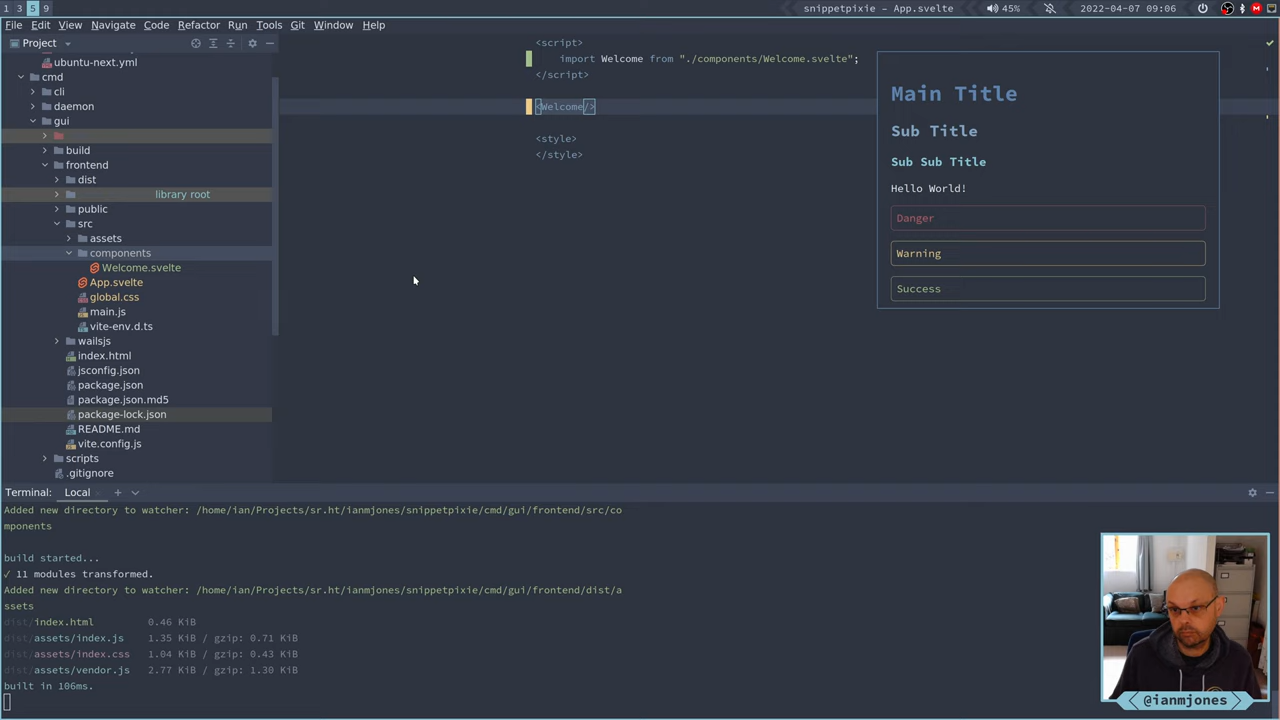 1 3 5 9
snippetpixie – App.svelte
45%
2022-04-07 09:06
File Edit View Navigate Code Refactor Run Tools Git Window Help
Project
ubuntu-next.yml
cmd
cli
daemon
gui
build
frontend
dist
library root
public
src
assets
components
Welcome.svelte
App.svelte
global.css
main.js
vite-env.d.ts
wailsjs
index.html
jsconfig.json
package.json
package.json.md5
package-lock.json
README.md
vite.config.js
scripts
.gitignore
<script>
import Welcome from "./components/Welcome.svelte";
</script>
<Welcome/>
<style>
</style>
Main Title
Sub Title
Sub Sub Title
Hello World!
Danger
Warning
Success
Terminal: Local
Added new directory to watcher: /home/ian/Projects/sr.ht/ianmjones/snippetpixie/cmd/gui/frontend/src/co
mponents
build started...
✓ 11 modules transformed.
Added new directory to watcher: /home/ian/Projects/sr.ht/ianmjones/snippetpixie/cmd/gui/frontend/dist/a
ssets
dist/index.html 0.46 KiB
dist/assets/index.js 1.35 KiB / gzip: 0.71 KiB
dist/assets/index.css 1.04 KiB / gzip: 0.43 KiB
dist/assets/vendor.js 2.77 KiB / gzip: 1.30 KiB
built in 106ms.
@ianmjones